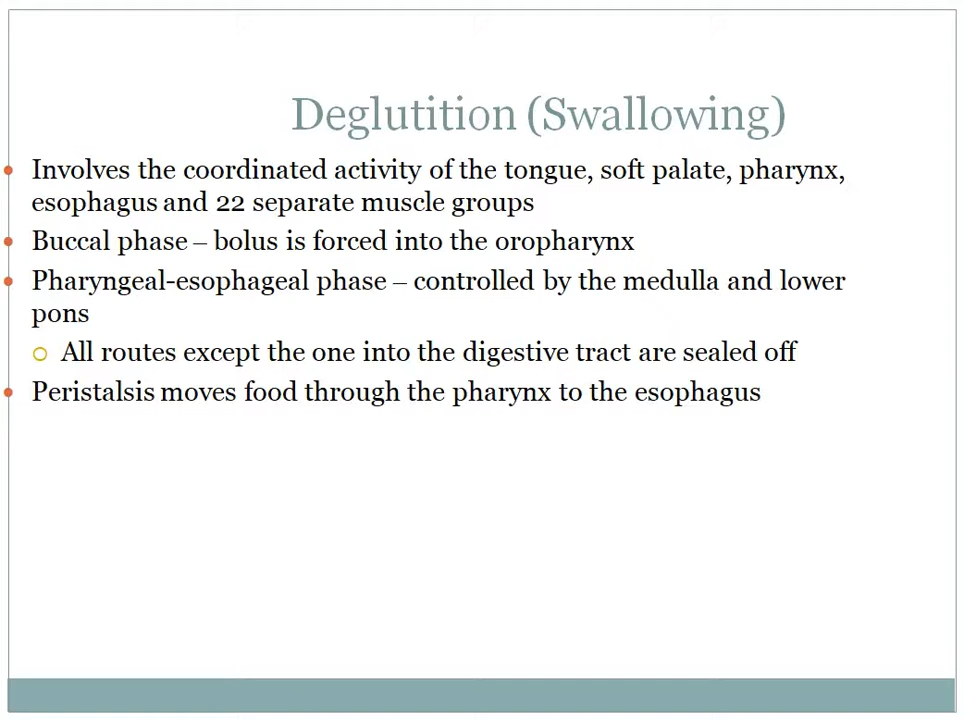 Deglutition (Swallowing)
Involves the coordinated activity of the tongue, soft palate, pharynx,
esophagus and 22 separate muscle groups
Buccal phase – bolus is forced into the oropharynx
Pharyngeal-esophageal phase – controlled by the medulla and lower
pons
All routes except the one into the digestive tract are sealed off
Peristalsis moves food through the pharynx to the esophagus